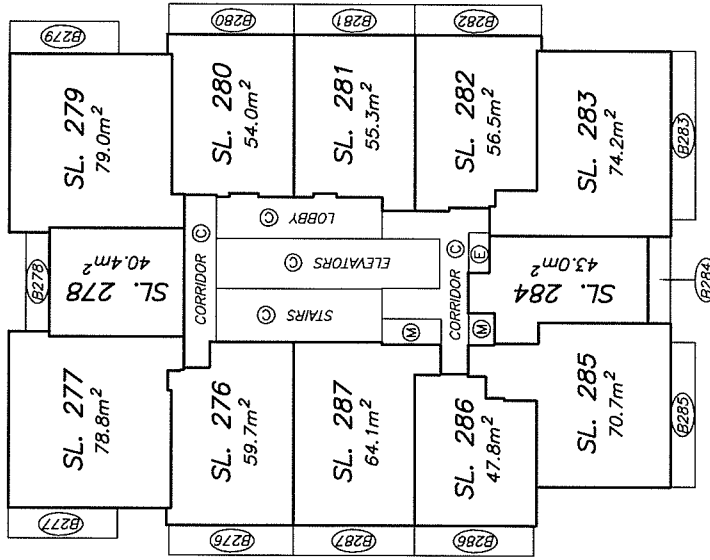 B279
B280
B281
B282
SL. 279
79.0m²
SL. 280
54.0m²
SL. 281
55.3m²
SL. 282
56.5m²
SL. 283
74.2m²
B283
B278
SL. 278
40.4m²
CORRIDOR C
LOBBY C
ELEVATORS C
STAIRS C
CORRIDOR C
E
M
M
SL. 284
43.0m²
B284
SL. 277
78.8m²
SL. 276
59.7m²
SL. 287
64.1m²
SL. 286
47.8m²
SL. 285
70.7m²
B285
B277
B276
B287
B286